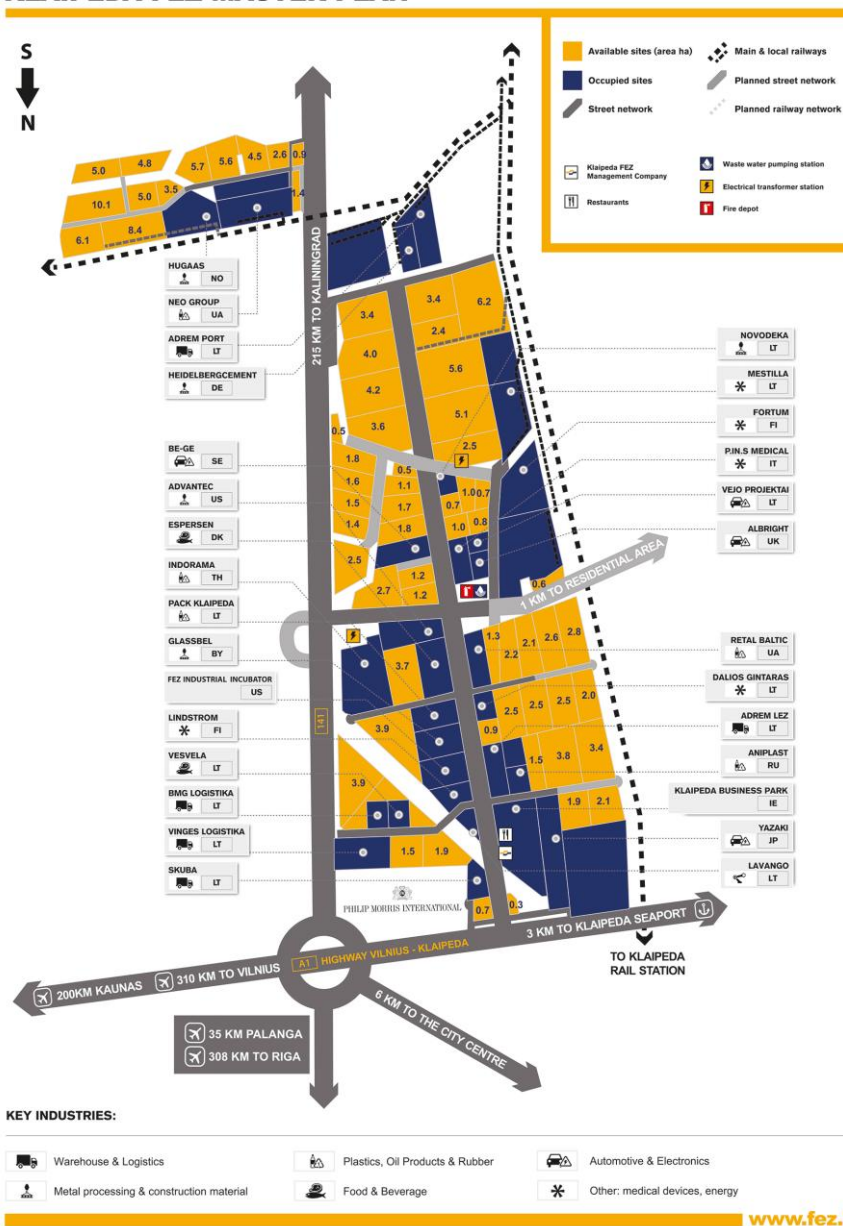 S
N
Available sites (area ha)
Occupied sites
Street network
Main & local railways
Planned street network
Planned railway network
Klaipeda FEZ
Management Company
Restaurants
Waste water pumping station
Electrical transformer station
Fire depot
5.0
4.8
5.7
5.6
4.5
2.6
0.9
10.1
5.0
3.5
1.4
6.1
8.4
215 KM TO KALININGRAD
HUGAAS
NO
NEO GROUP
UA
ADREM PORT
LT
HEIDELBERGCEMENT
DE
3.4
3.4
6.2
2.4
4.0
5.6
4.2
5.1
3.6
0.5
2.5
1.8
0.5
1.6
1.1
1.0
0.7
1.5
1.7
0.7
1.4
1.8
1.0
0.8
2.5
1.2
2.7
1.2
0.6
1 KM TO RESIDENTIAL AREA
BE-GE
SE
ADVANTEC
US
ESPERSEN
DK
INDORAMA
TH
PACK KLAIPEDA
LT
GLASSBEL
BY
FEZ INDUSTRIAL INCUBATOR
US
LINDSTROM
FI
VESVELA
LT
BMG LOGISTIKA
LT
VINGES LOGISTIKA
LT
SKUBA
LT
NOVODEKA
LT
MESTILLA
LT
FORTUM
FI
P.IN.S MEDICAL
IT
VEJO PROJEKTAI
LT
ALBRIGHT
UK
RETAL BALTIC
UA
DALIOS GINTARAS
LT
ADREM LEZ
LT
ANIPLAST
RU
KLAIPEDA BUSINESS PARK
IE
YAZAKI
JP
LAVANGO
LT
1.3
2.2
2.1
2.6
2.8
3.7
2.5
2.5
2.5
2.0
3.9
0.9
1.5
3.8
3.4
141
3.9
1.9
2.1
1.5
1.9
0.7
0.3
PHILIP MORRIS INTERNATIONAL
3 KM TO KLAIPEDA SEAPORT
TO KLAIPEDA
RAIL STATION
A1 HIGHWAY VILNIUS - KLAIPEDA
200KM KAUNAS
310 KM TO VILNIUS
6 KM TO THE CITY CENTRE
35 KM PALANGA
308 KM TO RIGA
KEY INDUSTRIES:
Warehouse & Logistics
Plastics, Oil Products & Rubber
Automotive & Electronics
Metal processing & construction material
Food & Beverage
Other: medical devices, energy
www.fez.